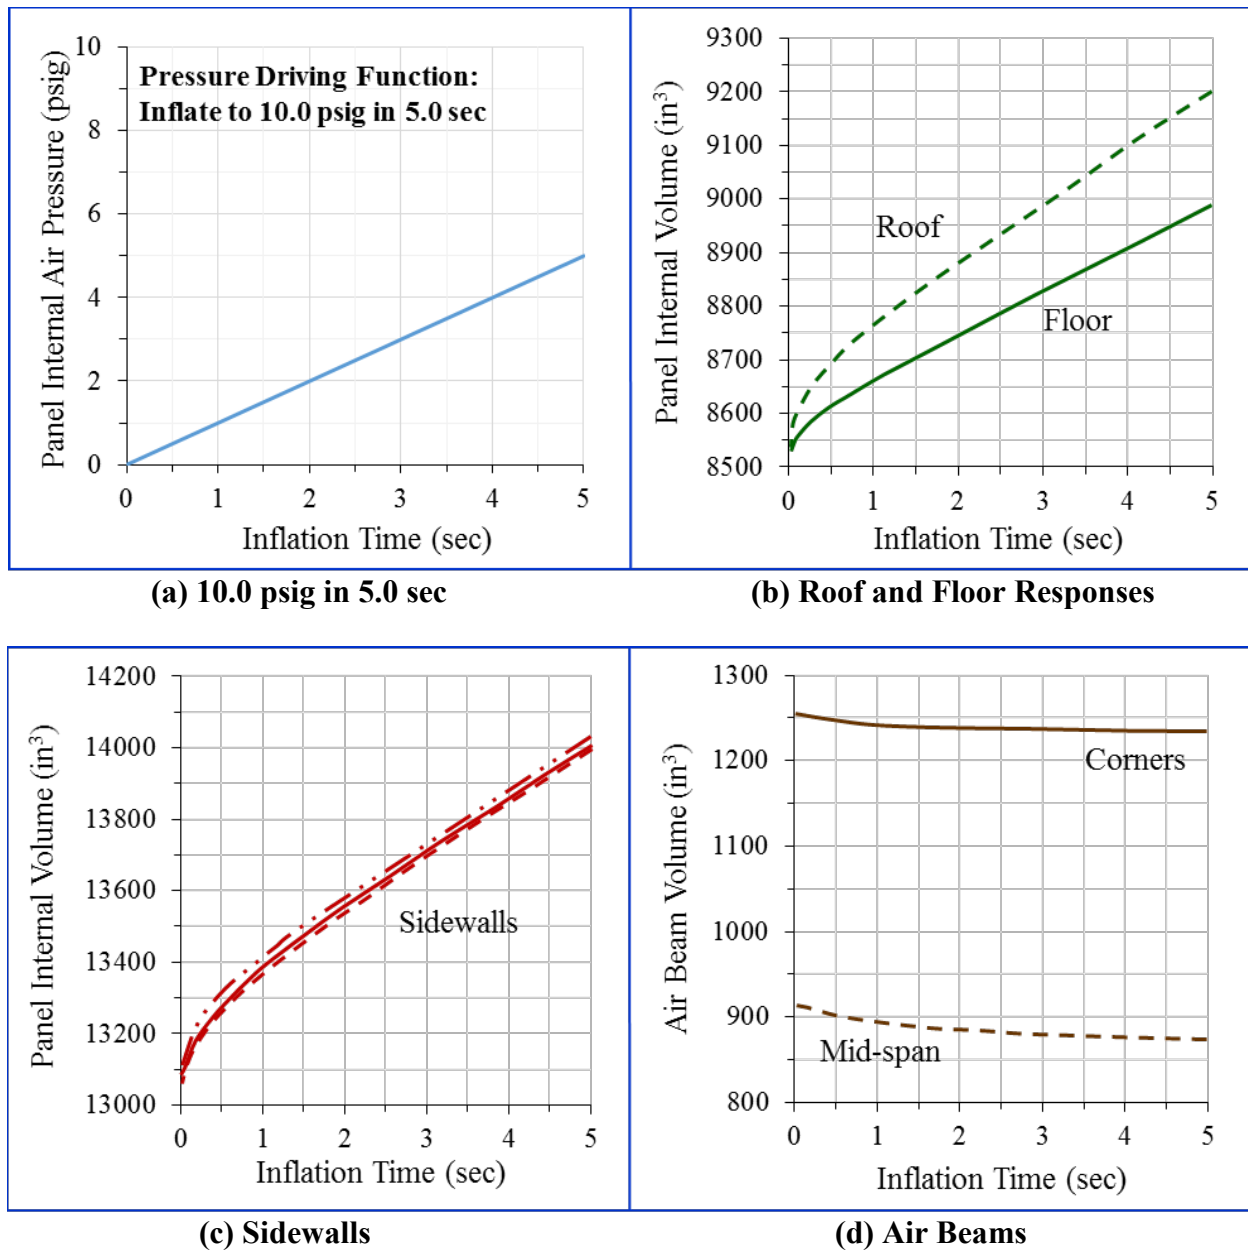 Pressure Driving Function:
Inflate to 10.0 psig in 5.0 sec
Panel Internal Air Pressure (psig)
10
8
6
4
2
0
0 1 2 3 4 5
Inflation Time (sec)
(a) 10.0 psig in 5.0 sec
Panel Internal Volume (in³)
9300
9200
9100
9000
8900
8800
8700
8600
8500
Roof
Floor
0 1 2 3 4 5
Inflation Time (sec)
(b) Roof and Floor Responses
Panel Internal Volume (in³)
14200
14000
13800
13600
13400
13200
13000
Sidewalls
0 1 2 3 4 5
Inflation Time (sec)
(c) Sidewalls
Air Beam Volume (in³)
1300
1200
1100
1000
900
800
Corners
Mid-span
0 1 2 3 4 5
Inflation Time (sec)
(d) Air Beams